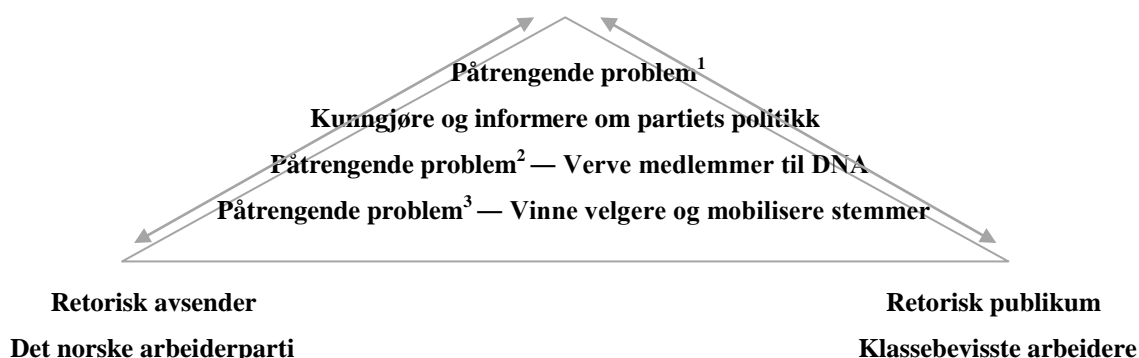 Påtrengende problem¹
Kunngjøre og informere om partiets politikk
Påtrengende problem² — Verve medlemmer til DNA
Påtrengende problem³ — Vinne velgere og mobilisere stemmer
Retorisk avsender
Retorisk publikum
Det norske arbeiderparti
Klassebevisste arbeidere